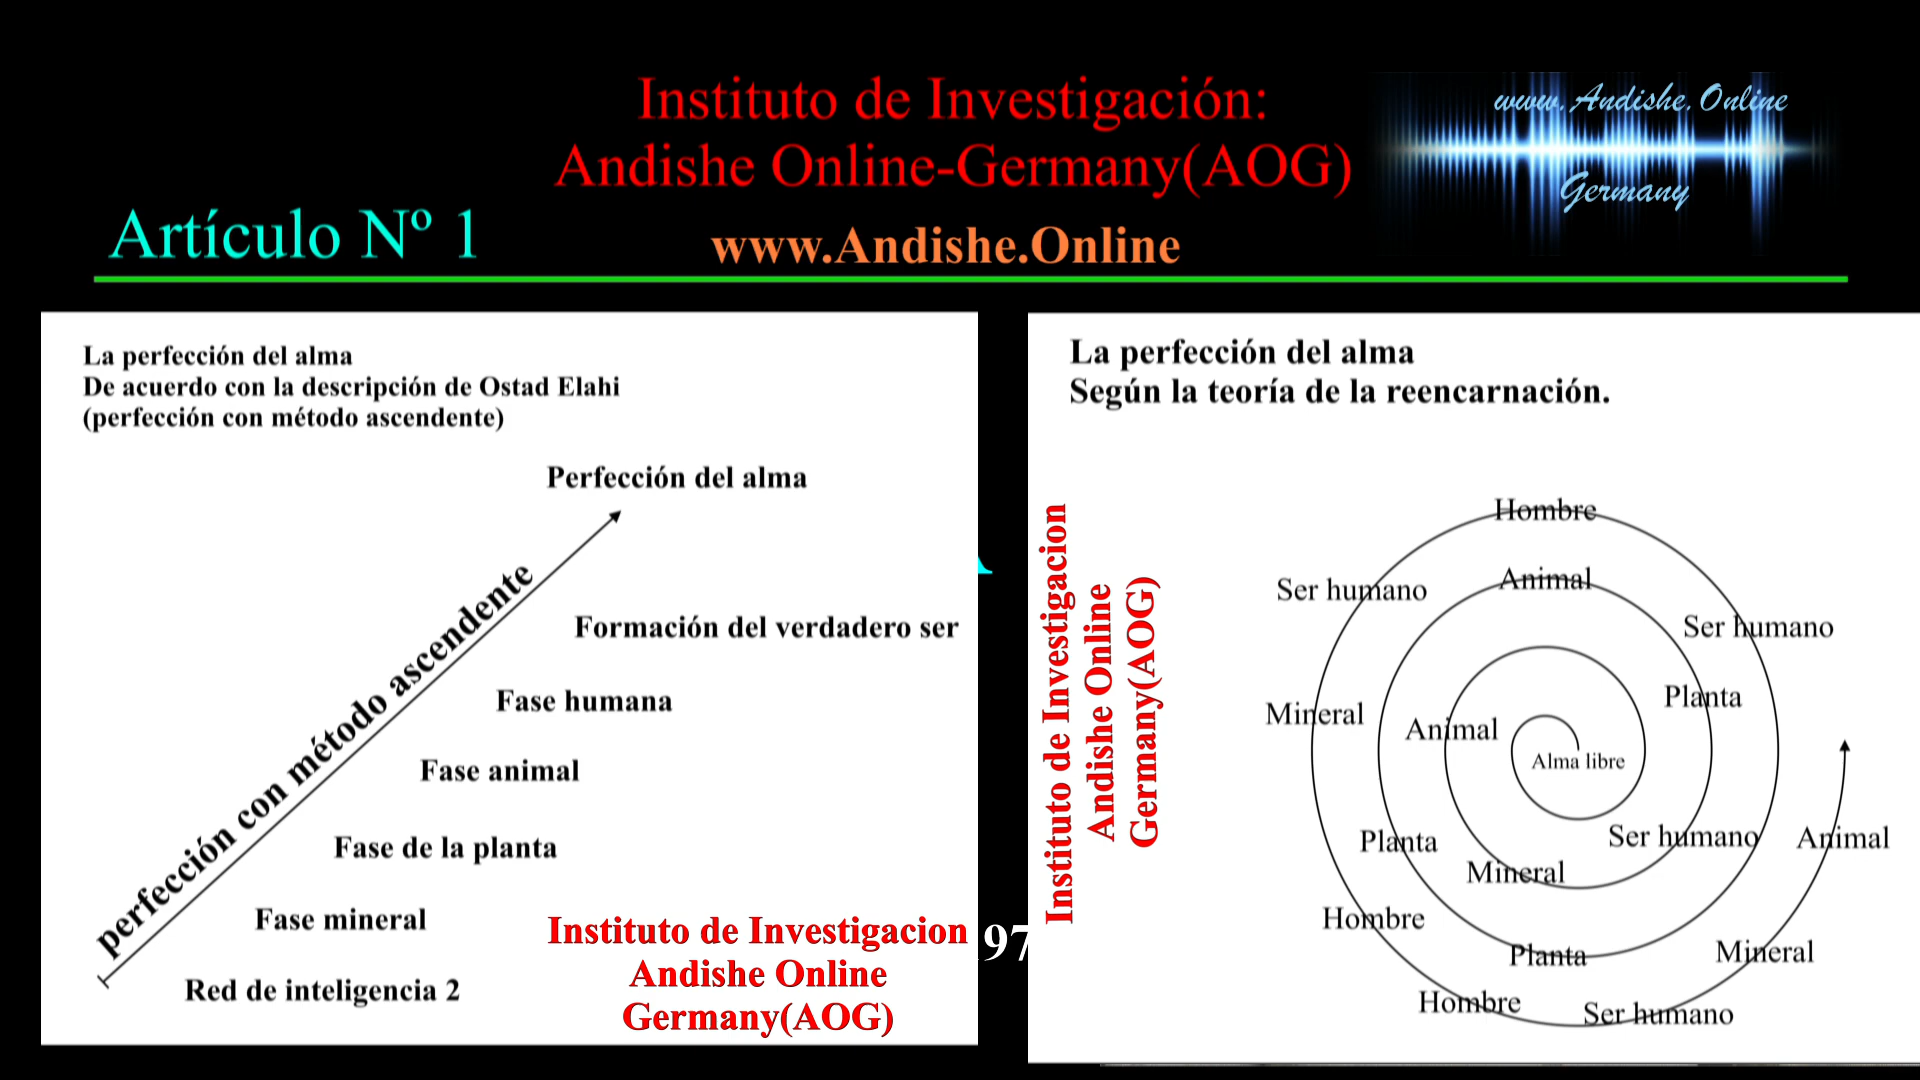 Instituto de Investigación:
Andishe Online-Germany(AOG)
www.Andishe.Online
Germany
Artículo Nº 1
www.Andishe.Online
La perfección del alma
De acuerdo con la descripción de Ostad Elahi
(perfección con método ascendente)
Perfección del alma
perfección con método ascendente
Formación del verdadero ser
Fase humana
Fase animal
Fase de la planta
Fase mineral
Red de inteligencia 2
Instituto de Investigacion
Andishe Online
Germany(AOG)
97
La perfección del alma
Según la teoría de la reencarnación.
Instituto de Investigacion
Andishe Online
Germany(AOG)
Hombre
Animal
Ser humano
Ser humano
Planta
Mineral
Animal
Alma libre
Planta
Ser humano
Animal
Mineral
Hombre
Planta
Mineral
Hombre
Ser humano